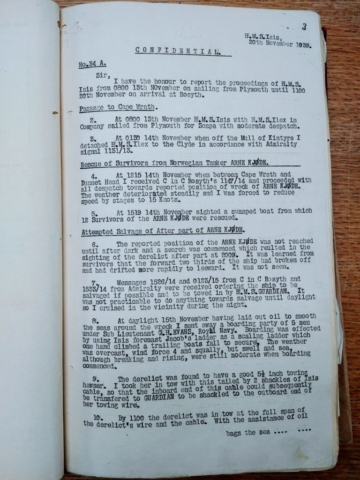 3
H.M.S.Isis,
20th November 1939.
CONFIDENTIAL.
No.34 A.
Sir,
I have the honour to report the proceedings of H.M.S.
Isis from 0800 13th November on sailing from Plymouth until 1100
20th November on arrival at Rosyth.
Passage to Cape Wrath.
2. At 0800 13th November H.M.S.Isis with H.M.S.Ilex in
Company sailed from Plymouth for Scapa with moderate despatch.
3. At 0130 14th November when off the Mull of Kintyre I
detached H.M.S.Ilex to the Clyde in accordance with Admiralty
signal 1131/13.
Rescue of Survivors from Norwegian Tanker ARNE KJØDE.
4. At 1215 14th November when between Cape Wrath and
Dunnet Head I received C in C Rosyth's 1147/14 and proceeded with
all despatch towards reported position of wreck of ARNE KJØDE.
The weather deteriorated steadily and I was forced to reduce
speed by stages to 15 Knots.
5. At 1519 14th November sighted a swamped boat from which
12 Survivors of the ARNE KJØDE were rescued.
Attempted Salvage of After part of ARNE KJØDE.
6. The reported position of the ARNE KJØDE was not reached
until after dark and a search was commenced which resulted in the
sighting of the derelict after part at It was learned from
survivors that the forward two thirds of the ship had broken off
and had drifted more rapidly to leeward. It was not seen.
7. Messages 1826/14 and 0122/15 from C in C Rosyth and
from Admiralty were received ordering the ship to be
salvaged if possible and to be towed in by H.M.S.GUARDIAN. It
was not practicable to do anything towards salvage until daylight
so I cruised in the vicinity during the night.
8. At daylight 15th November having laid out oil to smooth
the seas around the wreck I sent away a boarding party of 5 men
under Sub Lieutenant Royal Navy. Boarding was effected
by using Isis forecast Boom's ladder as a scaling ladder which
one hand climbed a trailing boats fall to secure. The weather
was overcast, wind force 4 and squally, but swell and sea,
although breaking and rising, were still moderate when boarding
commenced.
9. The derelict was found to have a good 5½ inch towing
hawser. I took her in tow with this tailed by 2 shackles of Isis
cable, so that the inboard end of this cable could subsequently
be transfered to GUARDIAN to be shackled to the outboard end of
her towing wire.
10. By 1100 the derelict was in tow at the full span of
the derelict's wire and the cable. With the assistance of oil
bags the sea .... ....